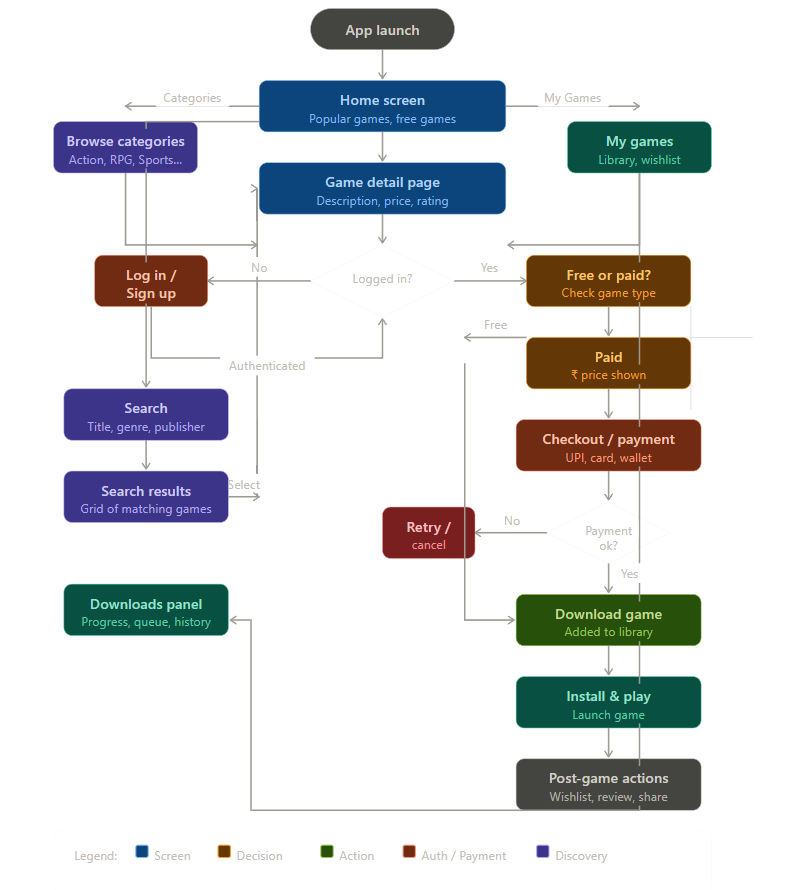 App launch
Categories
Home screen
Popular games, free games
My Games
Browse categories
Action, RPG, Sports...
My games
Library, wishlist
Game detail page
Description, price, rating
Log in /
Sign up
No
Logged in?
Yes
Free or paid?
Check game type
Free
Authenticated
Paid
₹ price shown
Search
Title, genre, publisher
Checkout / payment
UPI, card, wallet
Search results
Grid of matching games
Select
Retry /
cancel
No
Payment
ok?
Yes
Downloads panel
Progress, queue, history
Download game
Added to library
Install & play
Launch game
Post-game actions
Wishlist, review, share
Legend:
Screen
Decision
Action
Auth / Payment
Discovery